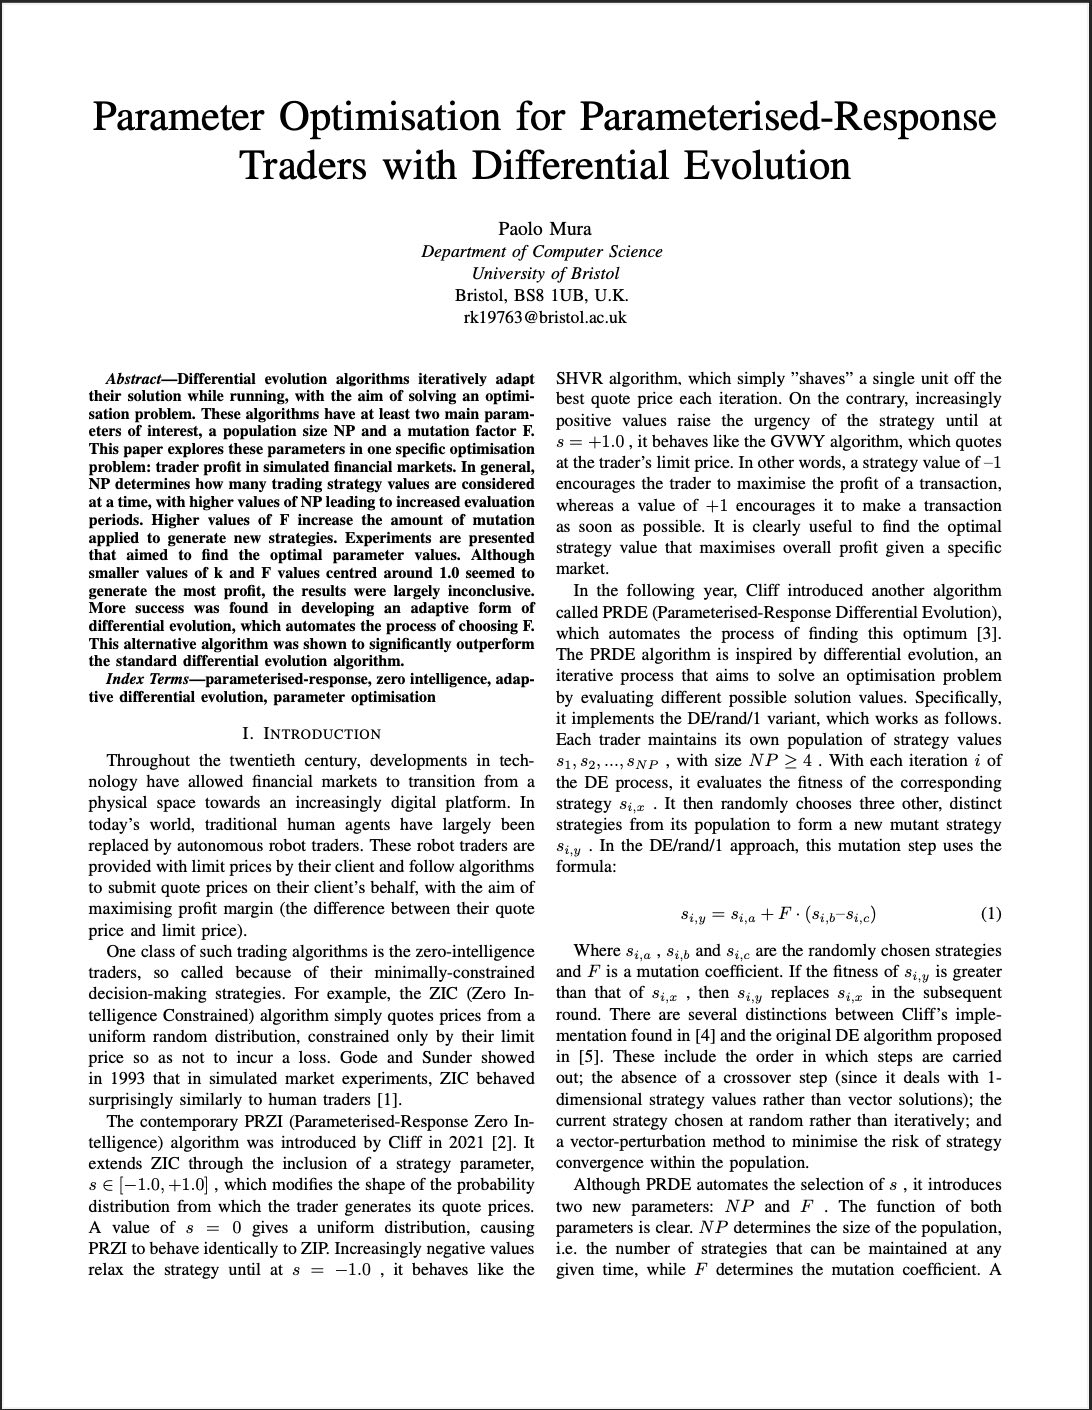 Parameter Optimisation for Parameterised-Response
Traders with Differential Evolution
Paolo Mura
Department of Computer Science
University of Bristol
Bristol, BS8 1UB, U.K.
rk19763@bristol.ac.uk
Abstract—Differential evolution algorithms iteratively adapt
their solution while running, with the aim of solving an optimi-
sation problem. These algorithms have at least two main param-
eters of interest, a population size NP and a mutation factor F.
This paper explores these parameters in one specific optimisation
problem: trader profit in simulated financial markets. In general,
NP determines how many trading strategy values are considered
at a time, with higher values of NP leading to increased evaluation
periods. Higher values of F increase the amount of mutation
applied to generate new strategies. Experiments are presented
that aimed to find the optimal parameter values. Although
smaller values of k and F values centred around 1.0 seemed to
generate the most profit, the results were largely inconclusive.
More success was found in developing an adaptive form of
differential evolution, which automates the process of choosing F.
This alternative algorithm was shown to significantly outperform
the standard differential evolution algorithm.
Index Terms—parameterised-response, zero intelligence, adap-
tive differential evolution, parameter optimisation
I. INTRODUCTION
Throughout the twentieth century, developments in tech-
nology have allowed financial markets to transition from a
physical space towards an increasingly digital platform. In
today's world, traditional human agents have largely been
replaced by autonomous robot traders. These robot traders are
provided with limit prices by their client and follow algorithms
to submit quote prices on their client's behalf, with the aim of
maximising profit margin (the difference between their quote
price and limit price).
One class of such trading algorithms is the zero-intelligence
traders, so called because of their minimally-constrained
decision-making strategies. For example, the ZIC (Zero In-
telligence Constrained) algorithm simply quotes prices from a
uniform random distribution, constrained only by their limit
price so as not to incur a loss. Gode and Sunder showed
in 1993 that in simulated market experiments, ZIC behaved
surprisingly similarly to human traders [1].
The contemporary PRZI (Parameterised-Response Zero In-
telligence) algorithm was introduced by Cliff in 2021 [2]. It
extends ZIC through the inclusion of a strategy parameter,
s ∈ [−1.0, +1.0] , which modifies the shape of the probability
distribution from which the trader generates its quote prices.
A value of s = 0 gives a uniform distribution, causing
PRZI to behave identically to ZIP. Increasingly negative values
relax the strategy until at s = −1.0 , it behaves like the
SHVR algorithm, which simply ”shaves” a single unit off the
best quote price each iteration. On the contrary, increasingly
positive values raise the urgency of the strategy until at
s = +1.0 , it behaves like the GVWY algorithm, which quotes
at the trader's limit price. In other words, a strategy value of –1
encourages the trader to maximise the profit of a transaction,
whereas a value of +1 encourages it to make a transaction
as soon as possible. It is clearly useful to find the optimal
strategy value that maximises overall profit given a specific
market.
In the following year, Cliff introduced another algorithm
called PRDE (Parameterised-Response Differential Evolution),
which automates the process of finding this optimum [3].
The PRDE algorithm is inspired by differential evolution, an
iterative process that aims to solve an optimisation problem
by evaluating different possible solution values. Specifically,
it implements the DE/rand/1 variant, which works as follows.
Each trader maintains its own population of strategy values
s₁, s₂, ..., s_NP , with size NP ≥ 4 . With each iteration i of
the DE process, it evaluates the fitness of the corresponding
strategy s_i,x . It then randomly chooses three other, distinct
strategies from its population to form a new mutant strategy
s_i,y . In the DE/rand/1 approach, this mutation step uses the
formula:
s_i,y = s_i,a + F · (s_i,b–s_i,c) (1)
Where s_i,a , s_i,b and s_i,c are the randomly chosen strategies
and F is a mutation coefficient. If the fitness of s_i,y is greater
than that of s_i,x , then s_i,y replaces s_i,x in the subsequent
round. There are several distinctions between Cliff's imple-
mentation found in [4] and the original DE algorithm proposed
in [5]. These include the order in which steps are carried
out; the absence of a crossover step (since it deals with 1-
dimensional strategy values rather than vector solutions); the
current strategy chosen at random rather than iteratively; and
a vector-perturbation method to minimise the risk of strategy
convergence within the population.
Although PRDE automates the selection of s , it introduces
two new parameters: NP and F . The function of both
parameters is clear. NP determines the size of the population,
i.e. the number of strategies that can be maintained at any
given time, while F determines the mutation coefficient. A